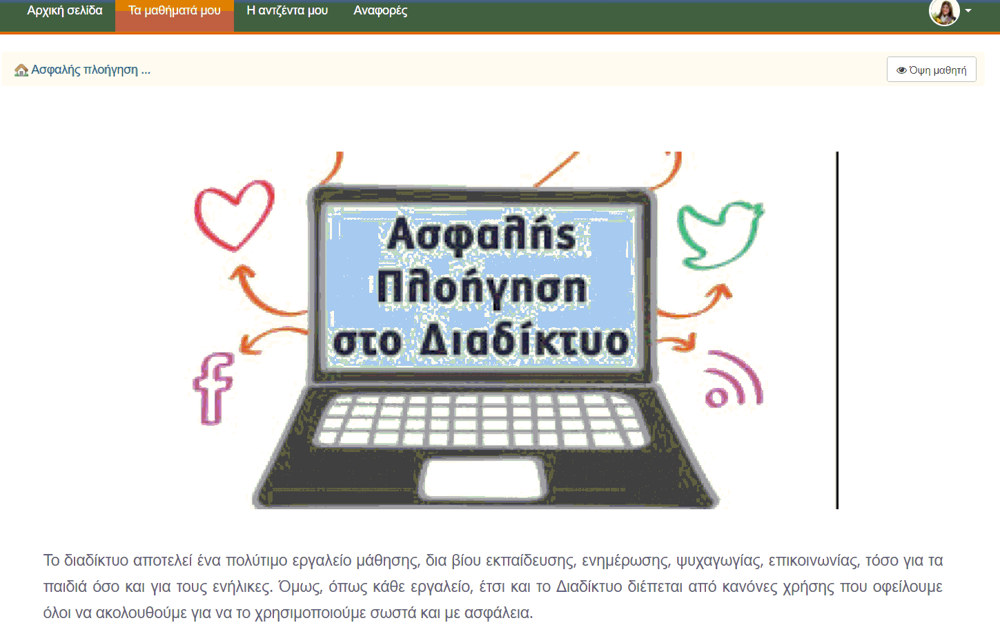 Αρχική σελίδα Τα μαθήματά μου Η αντζέντα μου Αναφορές
Ασφαλής πλοήγηση ... Όψη μαθητή
Ασφαλής
Πλοήγηση
στο Διαδίκτυο
Το διαδίκτυο αποτελεί ένα πολύτιμο εργαλείο μάθησης, δια βίου εκπαίδευσης, ενημέρωσης, ψυχαγωγίας, επικοινωνίας, τόσο για τα
παιδιά όσο και για τους ενήλικες. Όμως, όπως κάθε εργαλείο, έτσι και το Διαδίκτυο διέπεται από κανόνες χρήσης που οφείλουμε
όλοι να ακολουθούμε για να το χρησιμοποιούμε σωστά και με ασφάλεια.